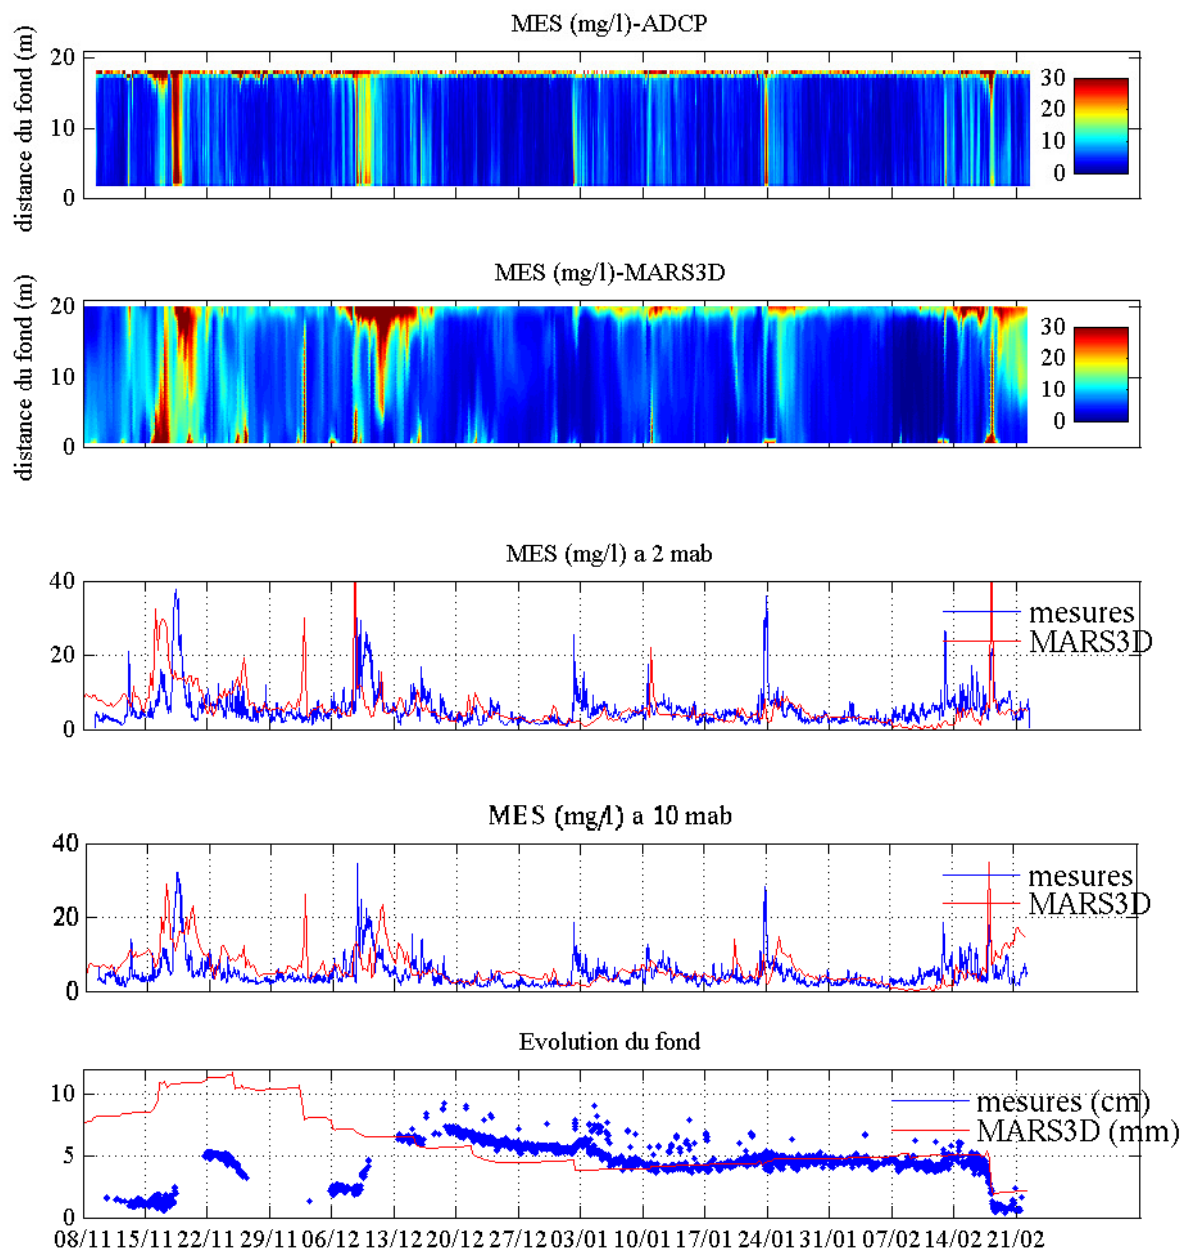 MES (mg/l)-ADCP
distance du fond (m)
20
10
0
30
20
10
0
MES (mg/l)-MARS3D
distance du fond (m)
20
10
0
30
20
10
0
MES (mg/l) a 2 mab
40
20
0
mesures
MARS3D
MES (mg/l) a 10 mab
40
20
0
mesures
MARS3D
Evolution du fond
10
5
0
mesures (cm)
MARS3D (mm)
08/11 15/11 22/11 29/11 06/12 13/12 20/12 27/12 03/01 10/01 17/01 24/01 31/01 07/02 14/02 21/02